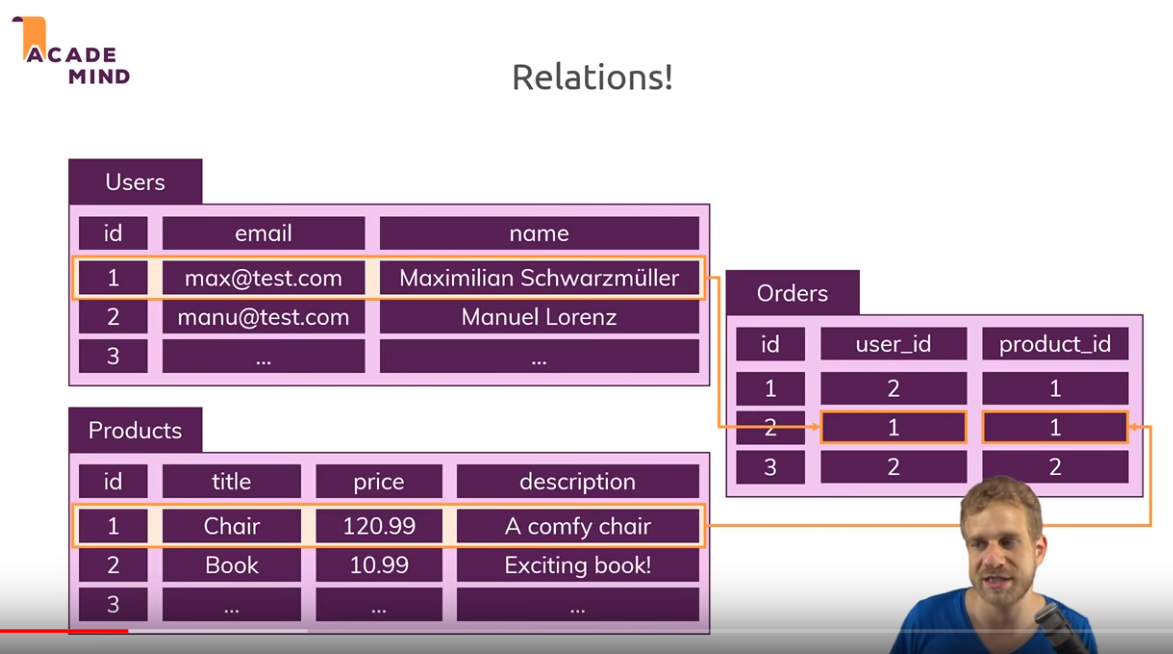 ACADE
MIND
Relations!
Users
id email name
1 max@test.com Maximilian Schwarzmüller
2 manu@test.com Manuel Lorenz
3 ... ...
Orders
id user_id product_id
1 2 1
2 1 1
3 2 2
Products
id title price description
1 Chair 120.99 A comfy chair
2 Book 10.99 Exciting book!
3 ... ... ...